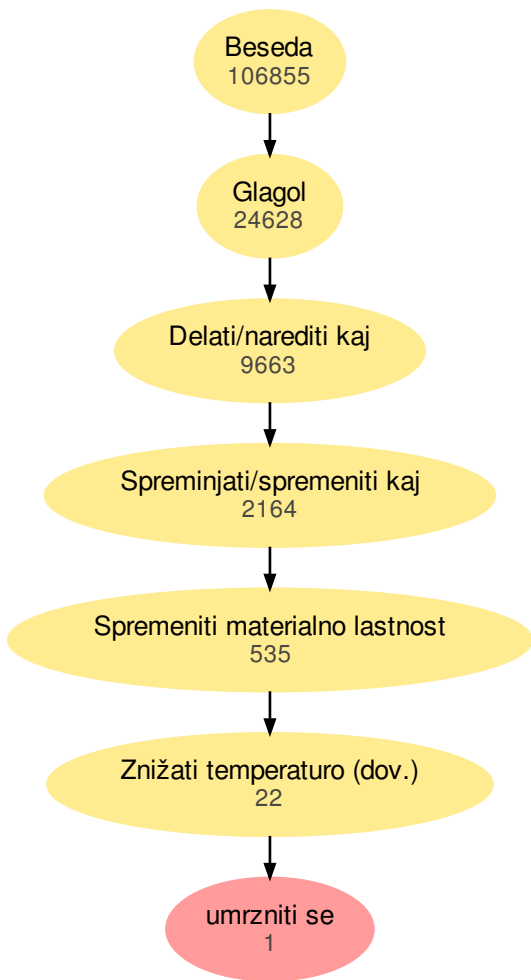 Beseda
106855
Glagol
24628
Delati/narediti kaj
9663
Spreminjati/spremeniti kaj
2164
Spremeniti materialno lastnost
535
Znižati temperaturo (dov.)
22
umrzniti se
1